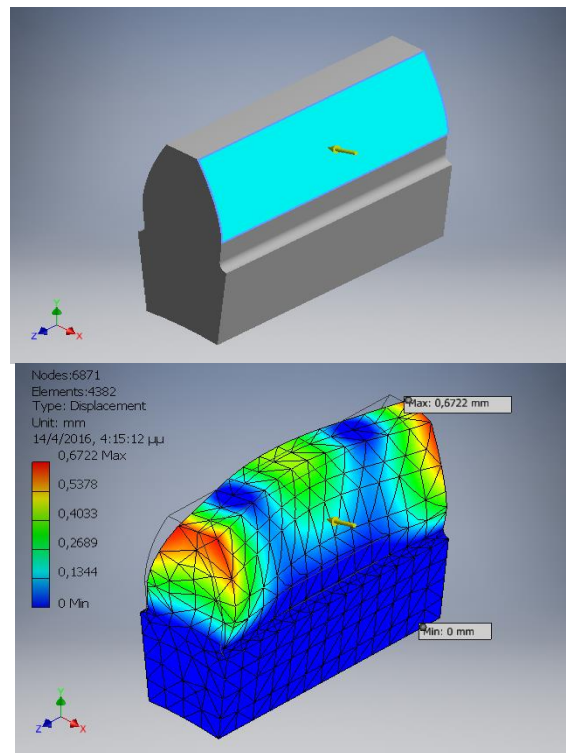 Y
Z
X
Nodes:6871
Elements:4382
Type: Displacement
Unit: mm
14/4/2016, 4:15:12 μμ
0,6722 Max
0,5378
0,4033
0,2689
0,1344
0 Min
Max: 0,6722 mm
Min: 0 mm
Y
Z
X